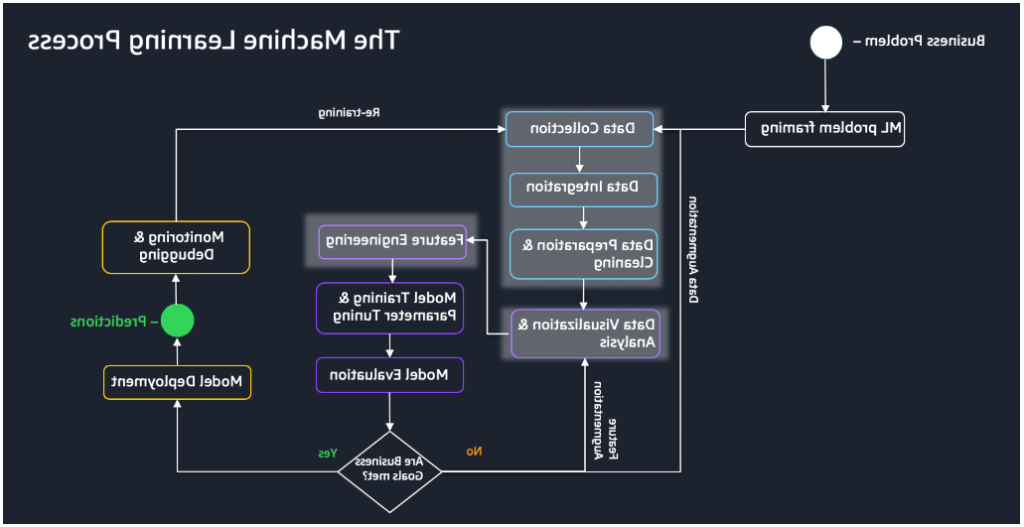 The Machine Learning Process
Business Problem –
ML problem framing
Re-training
Data Collection
Data Integration
Data Preparation &
Cleaning
Data Visualization &
Analysis
Data Augmentation
Feature
Augmentation
Feature Engineering
Model Training &
Parameter Tuning
Model Evaluation
Are Business
Goals met?
No
Yes
Model Deployment
– Predictions
Monitoring &
Debugging